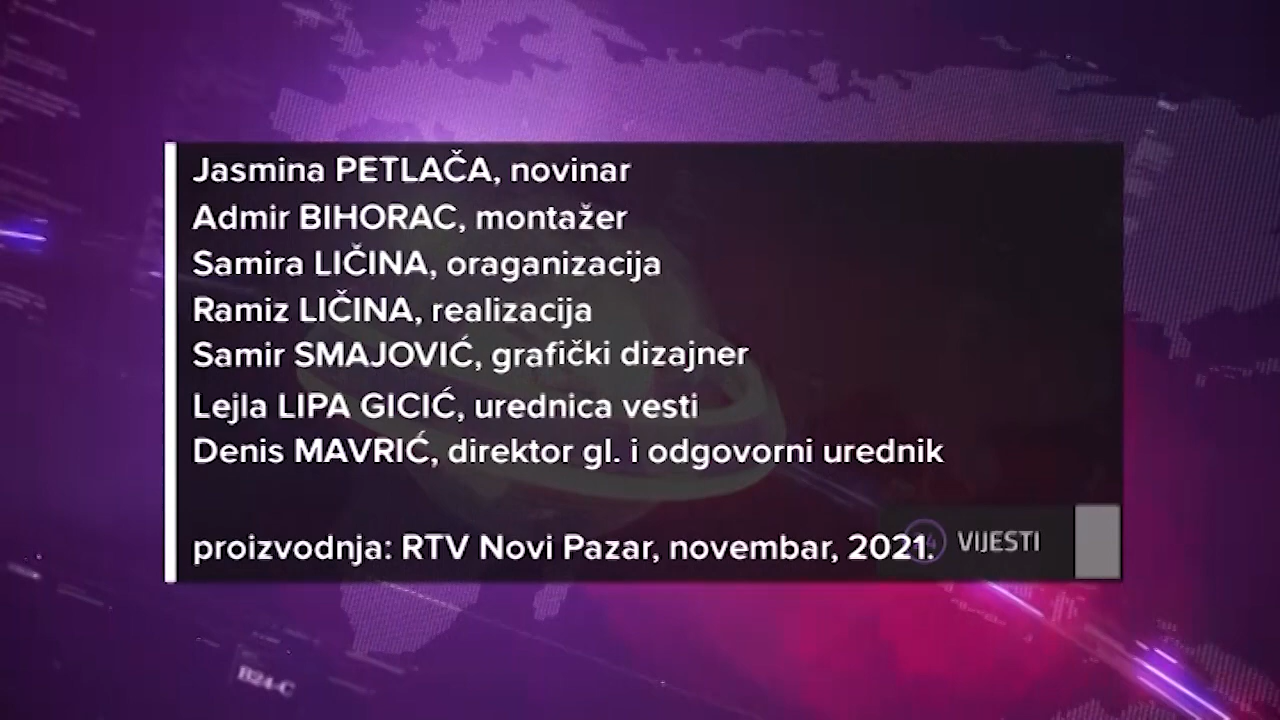 Jasmina PETLAČA, novinar
Admir BIHORAC, montažer
Samira LIČINA, oraganizacija
Ramiz LIČINA, realizacija
Samir SMAJOVIĆ, grafički dizajner
Lejla LIPA GICIĆ, urednica vesti
Denis MAVRIĆ, direktor gl. i odgovorni urednik
proizvodnja: RTV Novi Pazar, novembar, 2021.
VIJESTI
B24-C